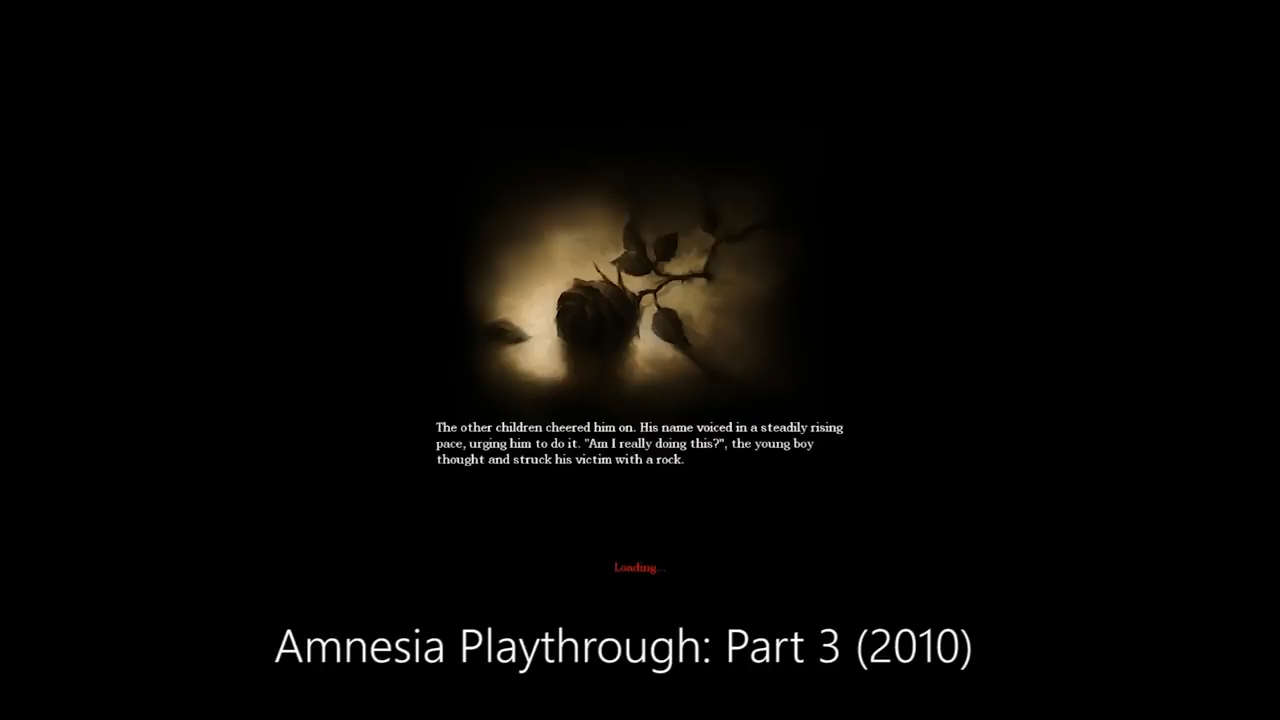 The other children cheered him on. His name voiced in a steadily rising
pace, urging him to do it. "Am I really doing this?", the young boy
thought and struck his victim with a rock.
Loading...
Amnesia Playthrough: Part 3 (2010)